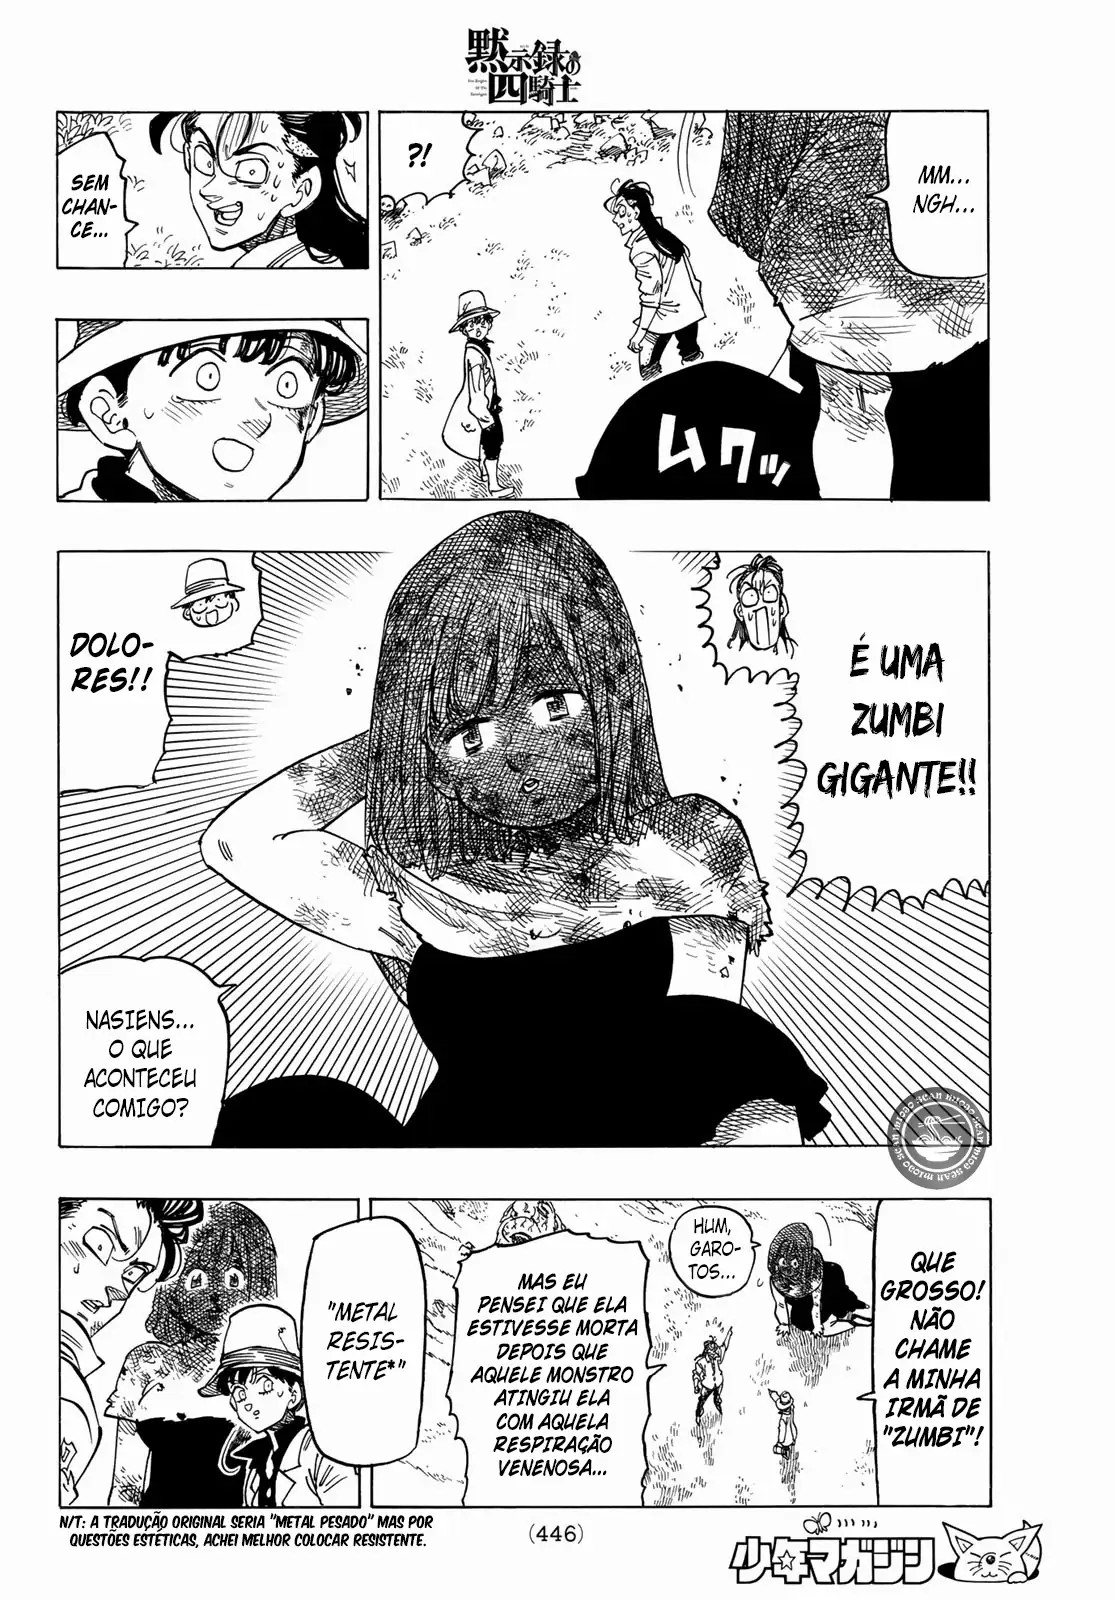 黙示録の
四騎士
MM...
NGH...
?!
ムクッ
SEM
CHAN-
CE...
É UMA
ZUMBI
GIGANTE!!
DOLO-
RES!!
NASIENS...
O QUE
ACONTECEU
COMIGO?
QUE
GROSSO!
NÃO
CHAME
A MINHA
IRMÃ DE
"ZUMBI"!
HUM,
GARO-
TOS...
MAS EU
PENSEI QUE ELA
ESTIVESSE MORTA
DEPOIS QUE
AQUELE MONSTRO
ATINGIU ELA
COM AQUELA
RESPIRAÇÃO
VENENOSA...
"METAL
RESIS-
TENTE*"
N/T: A TRADUÇÃO ORIGINAL SERIA "METAL PESADO" MAS POR
QUESTÕES ESTÉTICAS, ACHEI MELHOR COLOCAR RESISTENTE.
(446)
少年マガジン